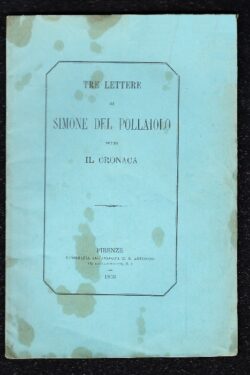 TRE LETTERE
DI
SIMONE DEL POLLAIOLO
DETTO
IL CRONACA
FIRENZE